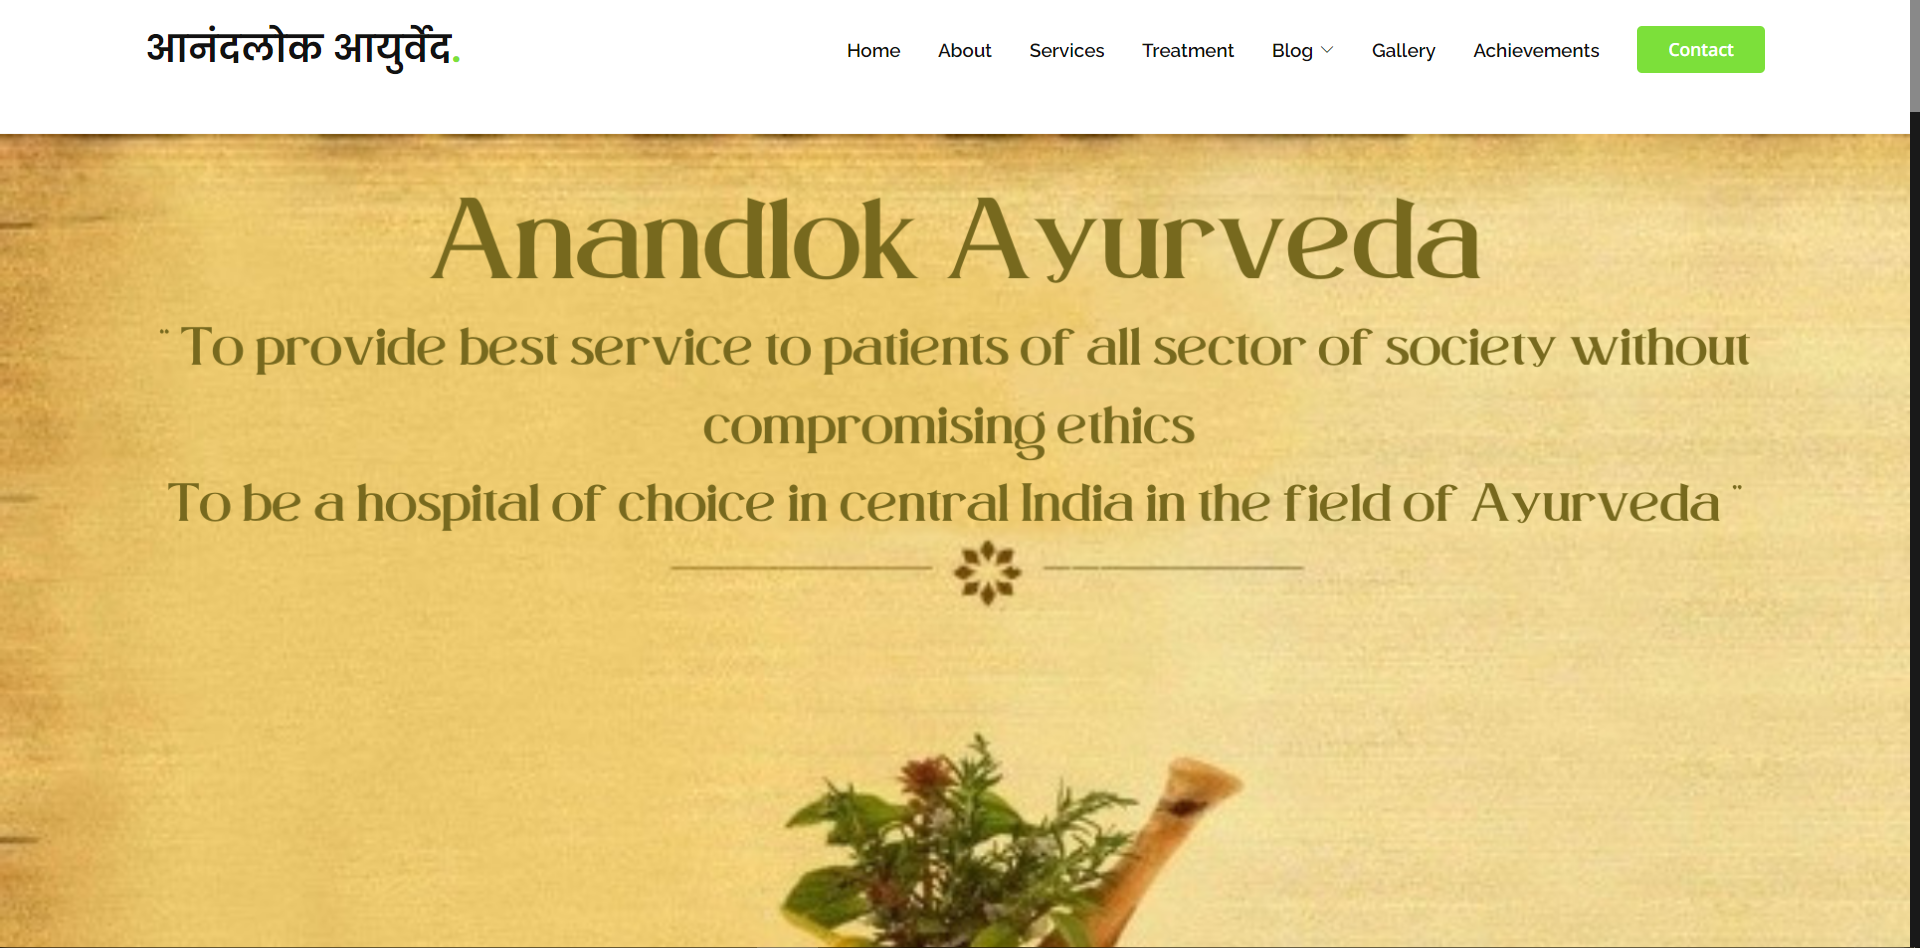 आनंदलोक आयुर्वेद.
Home About Services Treatment Blog Gallery Achievements Contact
Anandlok Ayurveda
¨ To provide best service to patients of all sector of society without
compromising ethics
To be a hospital of choice in central India in the field of Ayurveda ¨